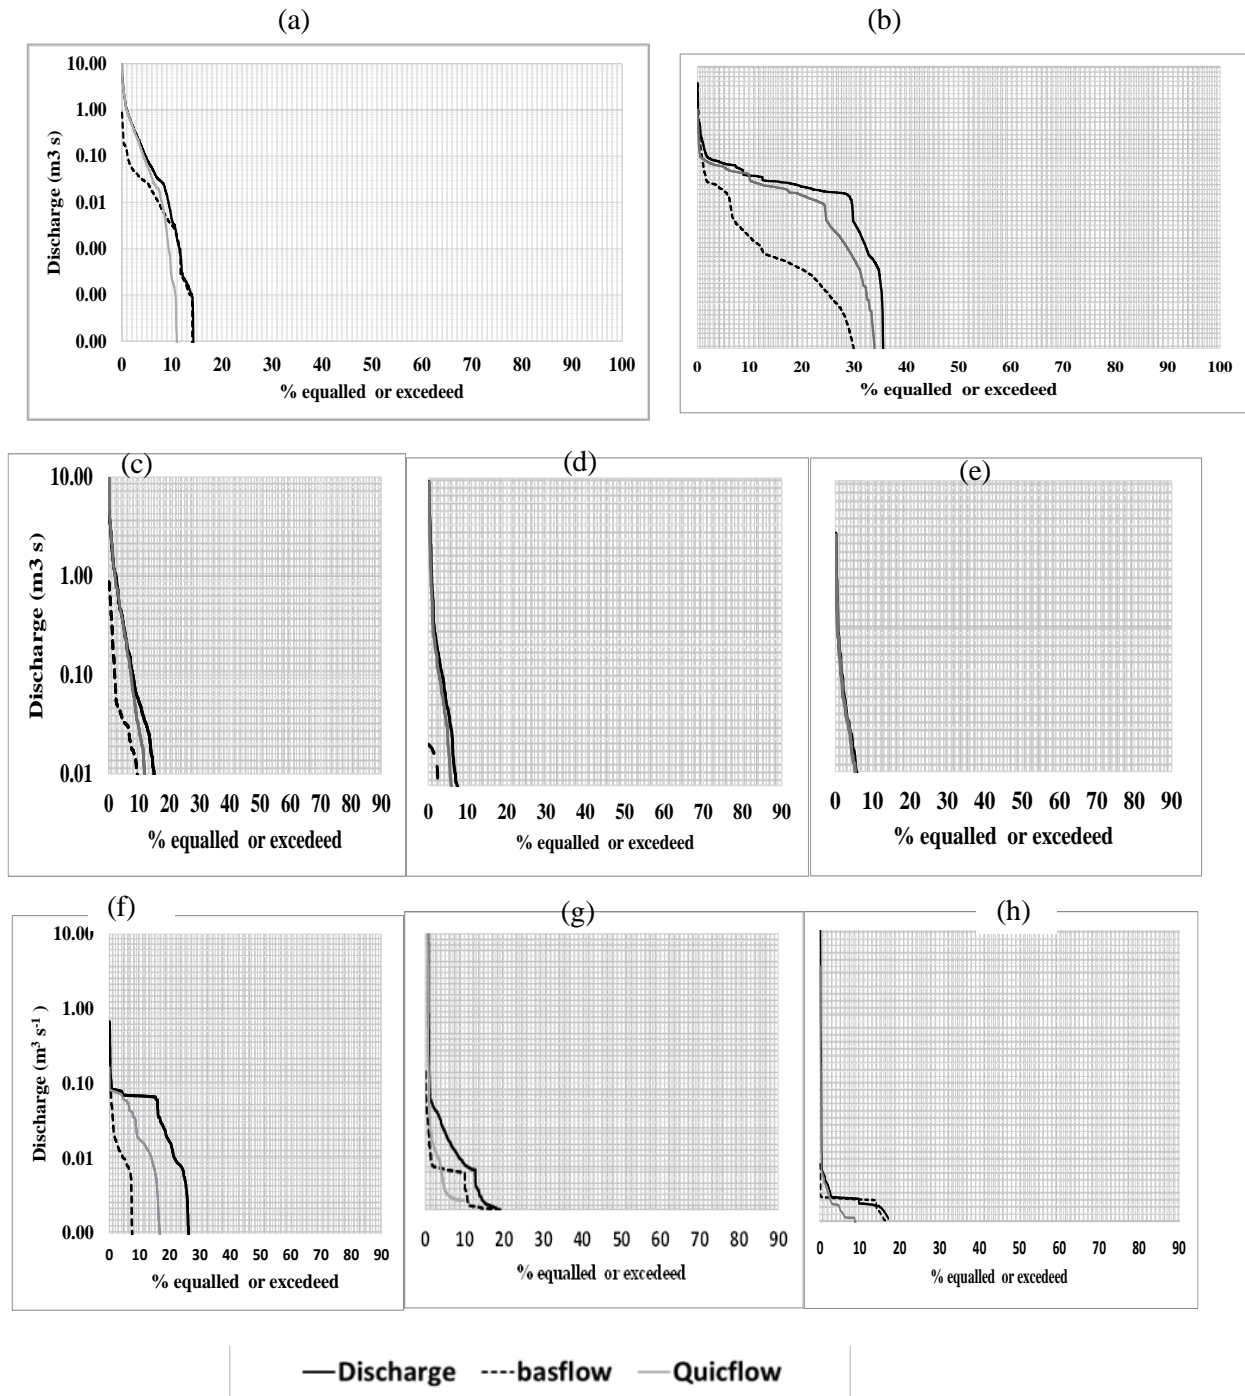 (a)
(b)
10.00
1.00
0.10
0.01
0.00
0.00
0.00
Discharge (m3 s)
0 10 20 30 40 50 60 70 80 90 100
% equalled or excedeed
0 10 20 30 40 50 60 70 80 90 100
% equalled or excedeed
(c)
(d)
(e)
10.00
1.00
0.10
0.01
Discharge (m3 s)
0 10 20 30 40 50 60 70 80 90
% equalled or excedeed
0 10 20 30 40 50 60 70 80 90
% equalled or excedeed
0 10 20 30 40 50 60 70 80 90
% equalled or excedeed
(f)
(g)
(h)
10.00
1.00
0.10
0.01
0.00
Discharge (m³ s⁻¹ )
0 10 20 30 40 50 60 70 80 90
% equalled or excedeed
0 10 20 30 40 50 60 70 80 90
% equalled or excedeed
0 10 20 30 40 50 60 70 80 90
% equalled or excedeed
Discharge basflow Quicflow